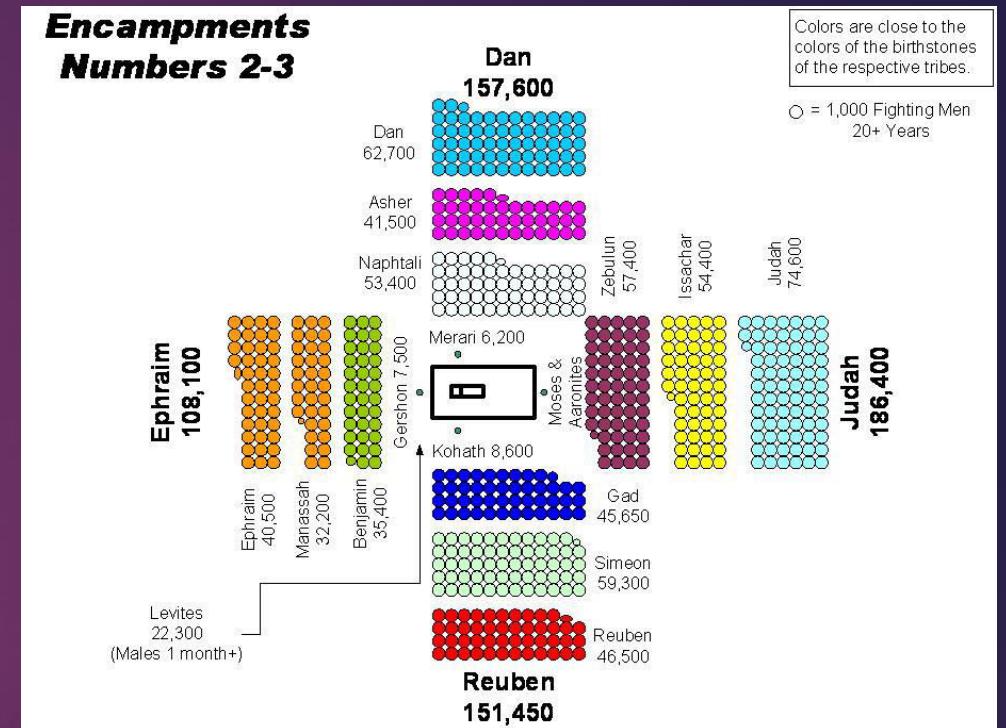 Encampments
Numbers 2-3
Colors are close to the
colors of the birthstones
of the respective tribes.
= 1,000 Fighting Men
20+ Years
Dan
157,600
Dan
62,700
Asher
41,500
Naphtali
53,400
Zebulun
57,400
Issachar
54,400
Judah
74,600
Judah
186,400
Ephraim
108,100
Merari 6,200
Gershon 7,500
Moses &
Aaronites
Kohath 8,600
Ephraim
40,500
Manassah
32,200
Benjamin
35,400
Gad
45,650
Simeon
59,300
Reuben
46,500
Levites
22,300
(Males 1 month+)
Reuben
151,450